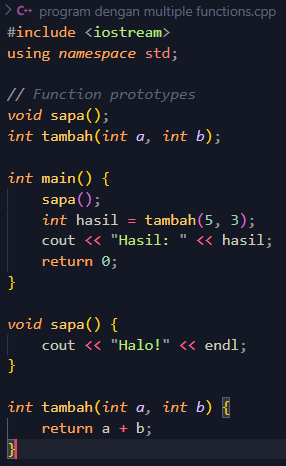 program dengan multiple functions.cpp
#include <iostream>
using namespace std;

// Function prototypes
void sapa();
int tambah(int a, int b);

int main() {
    sapa();
    int hasil = tambah(5, 3);
    cout << "Hasil: " << hasil;
    return 0;
}

void sapa() {
    cout << "Halo!" << endl;
}

int tambah(int a, int b) {
    return a + b;
}